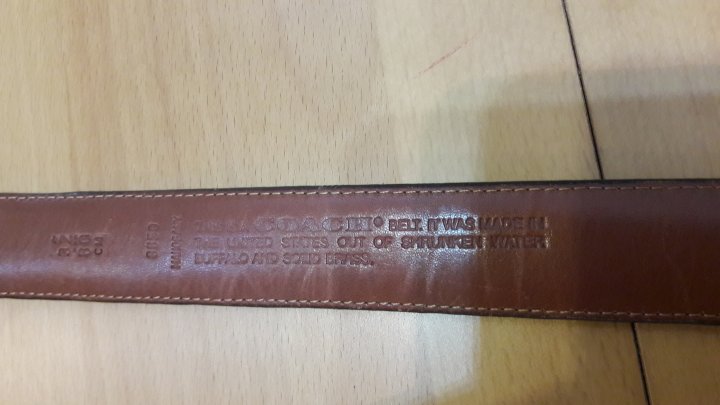 THIS IS A COACH® BELT. IT WAS MADE IN
THE UNITED STATES OUT OF SHRUNKEN WATER
BUFFALO AND SOLID BRASS.
CM